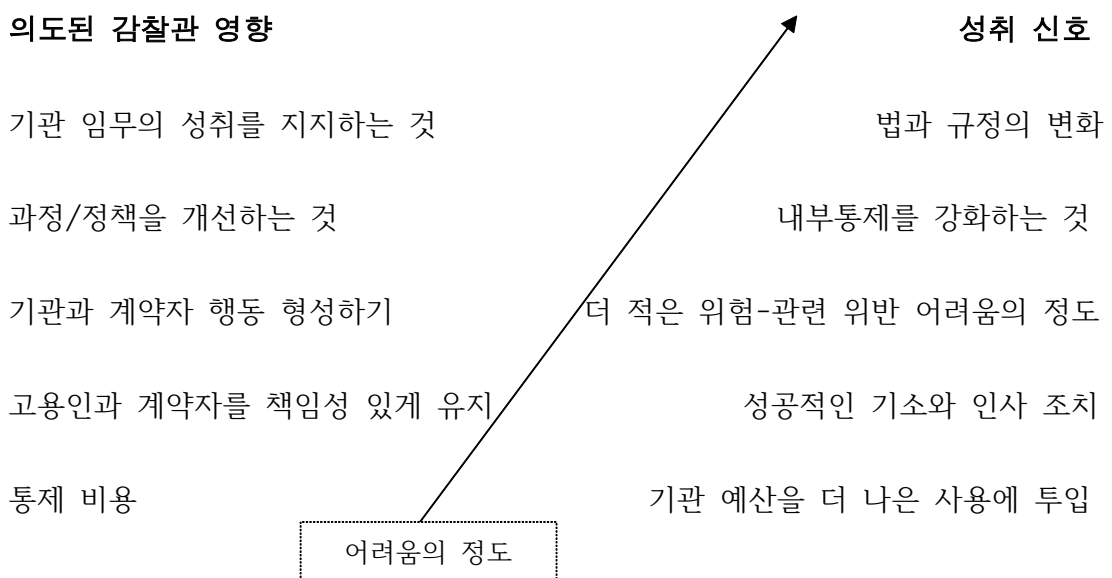 의도된 감찰관 영향 성취 신호
기관 임무의 성취를 지지하는 것 법과 규정의 변화
과정/정책을 개선하는 것 내부통제를 강화하는 것
기관과 계약자 행동 형성하기 더 적은 위험-관련 위반 어려움의 정도
고용인과 계약자를 책임성 있게 유지 성공적인 기소와 인사 조치
통제 비용 기관 예산을 더 나은 사용에 투입
어려움의 정도